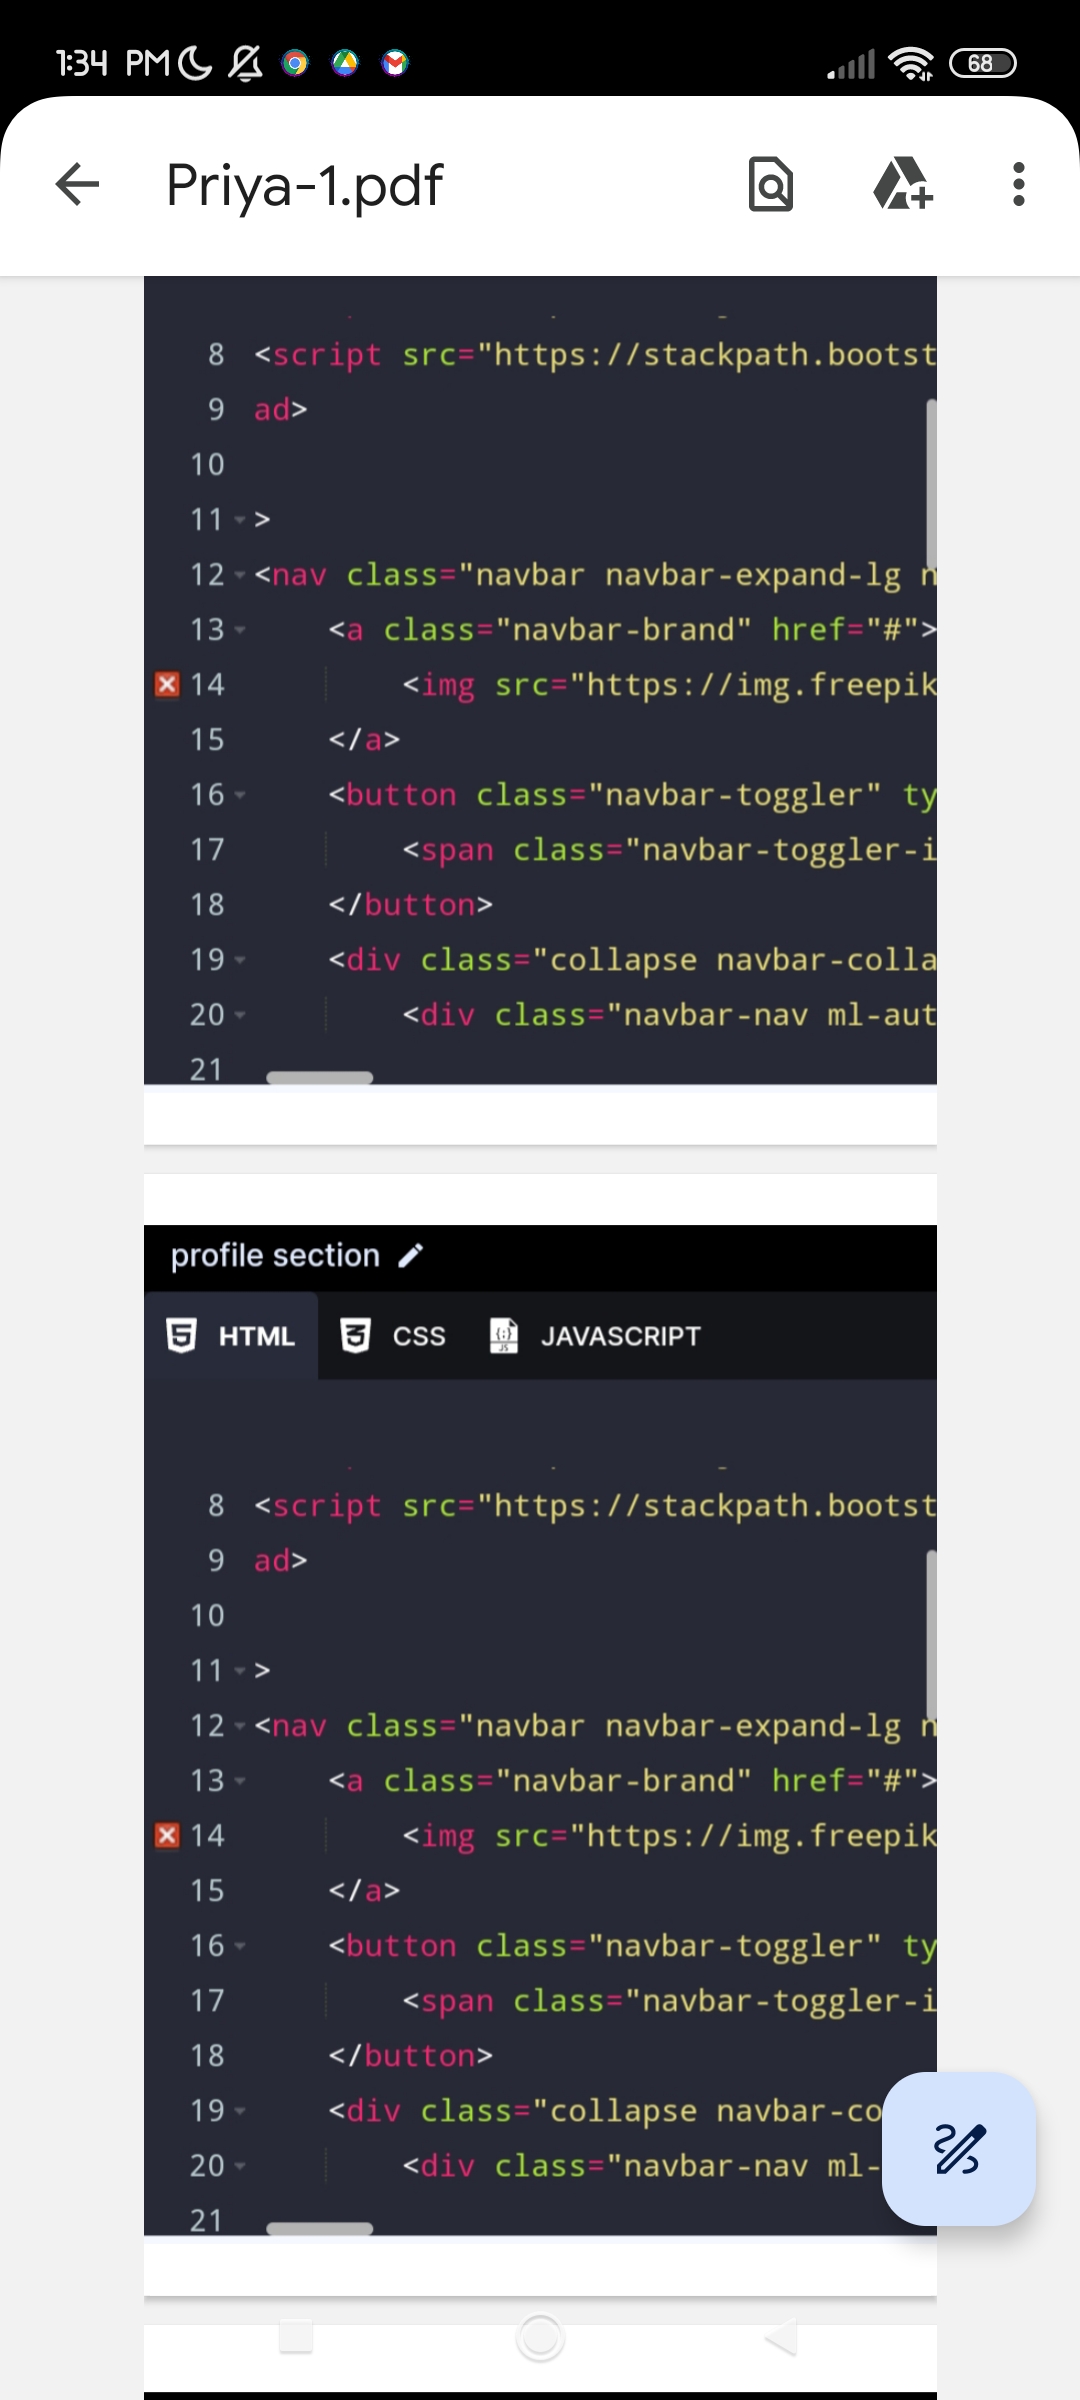 1:34 PM 68
Priya-1.pdf
8 <script src="https://stackpath.bootst
9 ad>
10
11 >
12 <nav class="navbar navbar-expand-lg n
13 <a class="navbar-brand" href="#">
14 <img src="https://img.freepik
15 </a>
16 <button class="navbar-toggler" ty
17 <span class="navbar-toggler-i
18 </button>
19 <div class="collapse navbar-colla
20 <div class="navbar-nav ml-aut
21
profile section
HTML CSS JAVASCRIPT
8 <script src="https://stackpath.bootst
9 ad>
10
11 >
12 <nav class="navbar navbar-expand-lg n
13 <a class="navbar-brand" href="#">
14 <img src="https://img.freepik
15 </a>
16 <button class="navbar-toggler" ty
17 <span class="navbar-toggler-i
18 </button>
19 <div class="collapse navbar-co
20 <div class="navbar-nav ml-
21